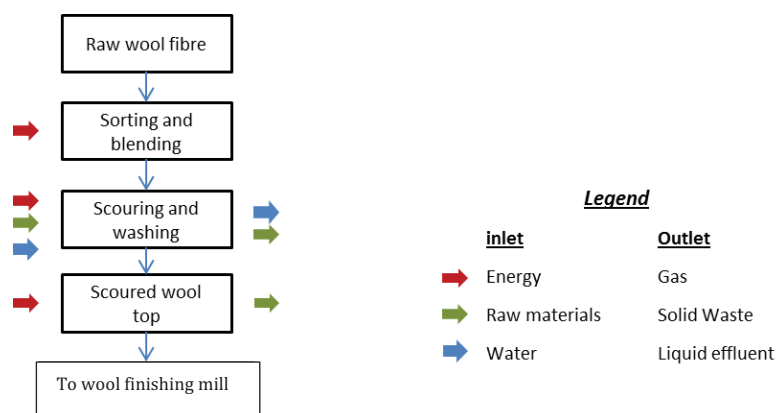 Raw wool fibre
Sorting and
blending
Scouring and
washing
Scoured wool
top
To wool finishing mill
Legend
inlet Outlet
Energy Gas
Raw materials Solid Waste
Water Liquid effluent